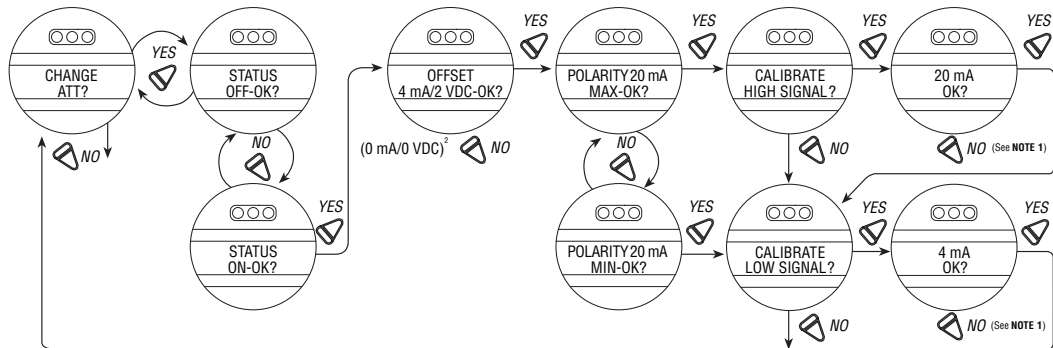 CHANGE
ATT?
YES
NO
STATUS
OFF-OK?
NO
STATUS
ON-OK?
YES
OFFSET
4 mA/2 VDC-OK?
(0 mA/0 VDC)²
NO
YES
POLARITY 20 mA
MAX-OK?
NO
YES
POLARITY 20 mA
MIN-OK?
YES
CALIBRATE
HIGH SIGNAL?
NO
YES
20 mA
OK?
NO (See NOTE 1)
YES
CALIBRATE
LOW SIGNAL?
NO
YES
4 mA
OK?
NO (See NOTE 1)
YES